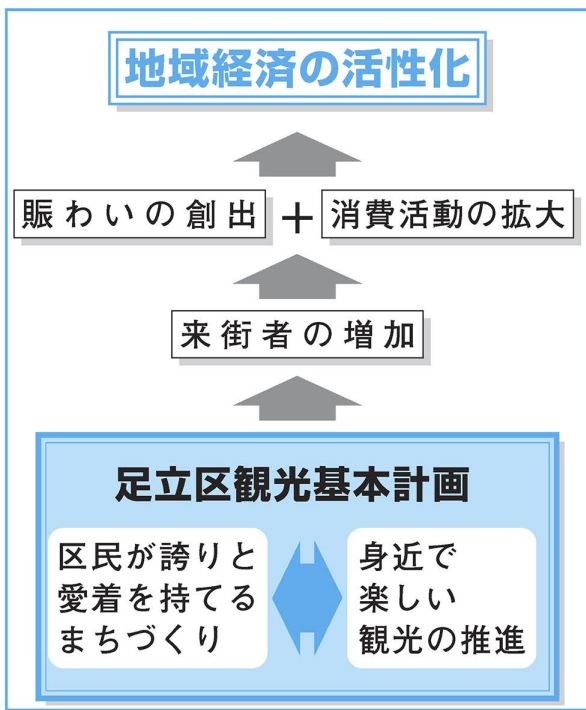 地域経済の活性化
賑わいの創出 + 消費活動の拡大
来街者の増加
足立区観光基本計画
区民が誇りと
愛着を持てる
まちづくり
身近で
楽しい
観光の推進